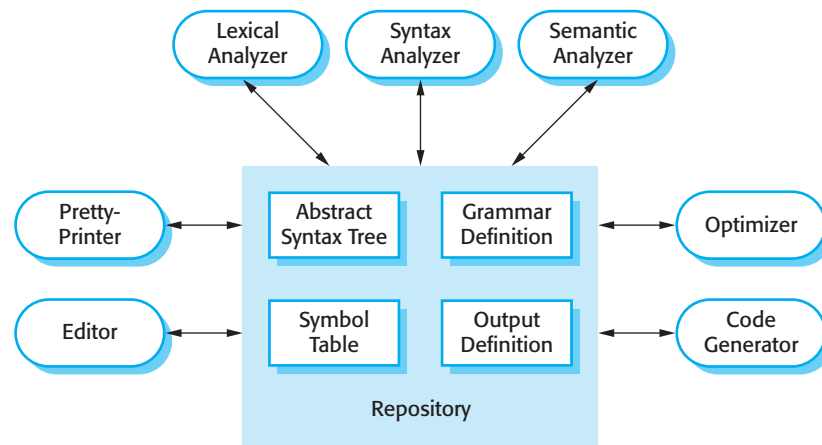 Lexical
Analyzer
Syntax
Analyzer
Semantic
Analyzer
Pretty-
Printer
Abstract
Syntax Tree
Grammar
Definition
Optimizer
Editor
Symbol
Table
Output
Definition
Code
Generator
Repository